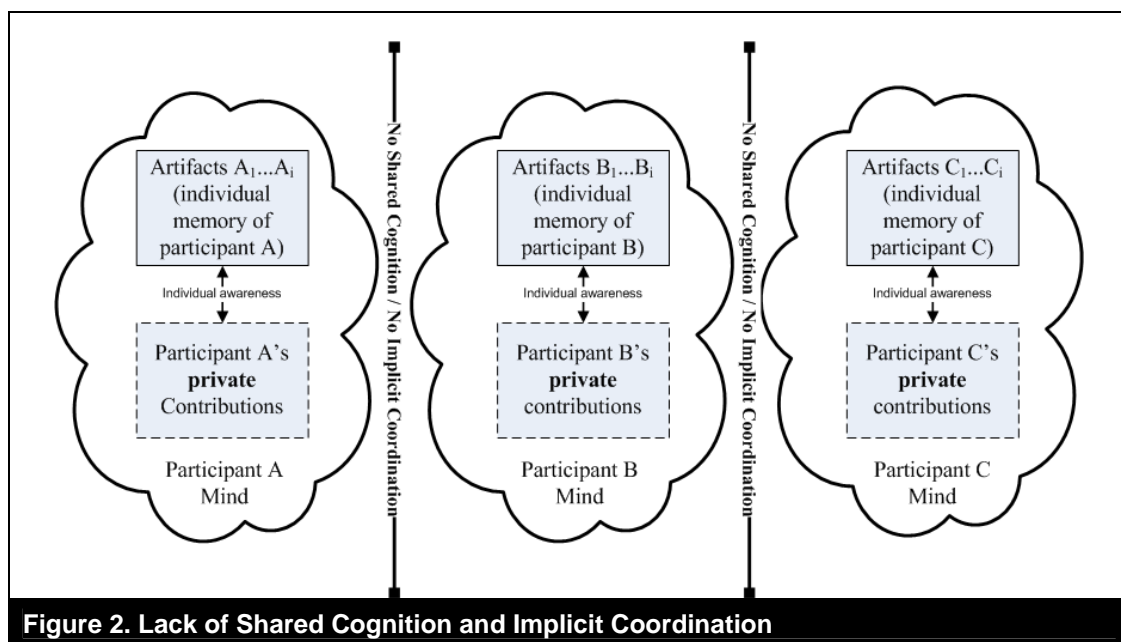 Artifacts A₁...Aᵢ
(individual
memory of
participant A)
Individual awareness
Participant A's
private
Contributions
Participant A
Mind
No Shared Cognition / No Implicit Coordination
Artifacts B₁...Bᵢ
(individual
memory of
participant B)
Individual awareness
Participant B's
private
contributions
Participant B
Mind
No Shared Cognition / No Implicit Coordination
Artifacts C₁...Cᵢ
(individual
memory of
participant C)
Individual awareness
Participant C's
private
contributions
Participant C
Mind
Figure 2. Lack of Shared Cognition and Implicit Coordination